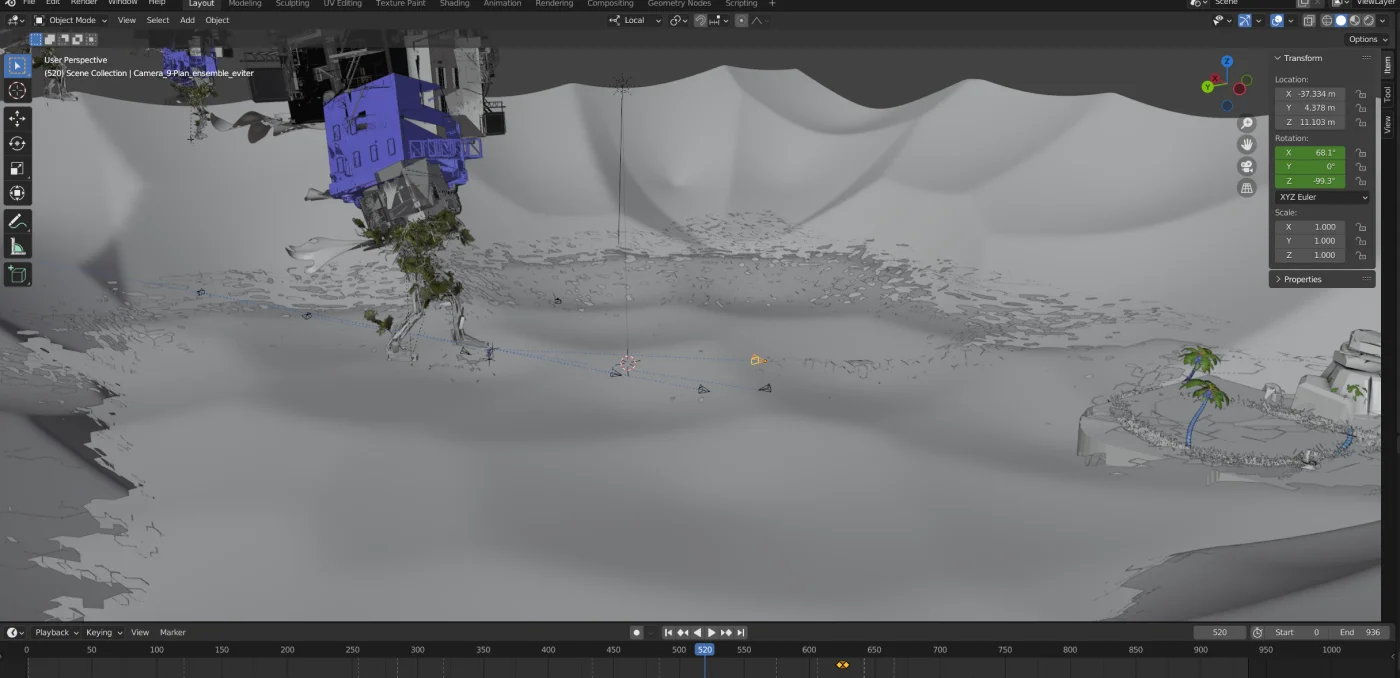 File Edit Render Window Help Layout Modeling Sculpting UV Editing Texture Paint Shading Animation Rendering Compositing Geometry Nodes Scripting + Scene ViewLayer
Object Mode View Select Add Object Local
Options
User Perspective
(520) Scene Collection | Camera_9-Plan_ensemble_eviter
Z
X
Y
Transform
Location:
X -37.334 m
Y 4.378 m
Z 11.103 m
Rotation:
X 68.1°
Y 0°
Z -99.3°
XYZ Euler
Scale:
X 1.000
Y 1.000
Z 1.000
Properties
Item
Tool
View
Playback Keying View Marker 520 Start 0 End 936
0 50 100 150 200 250 300 350 400 450 500 520 550 600 650 700 750 800 850 900 950 1000